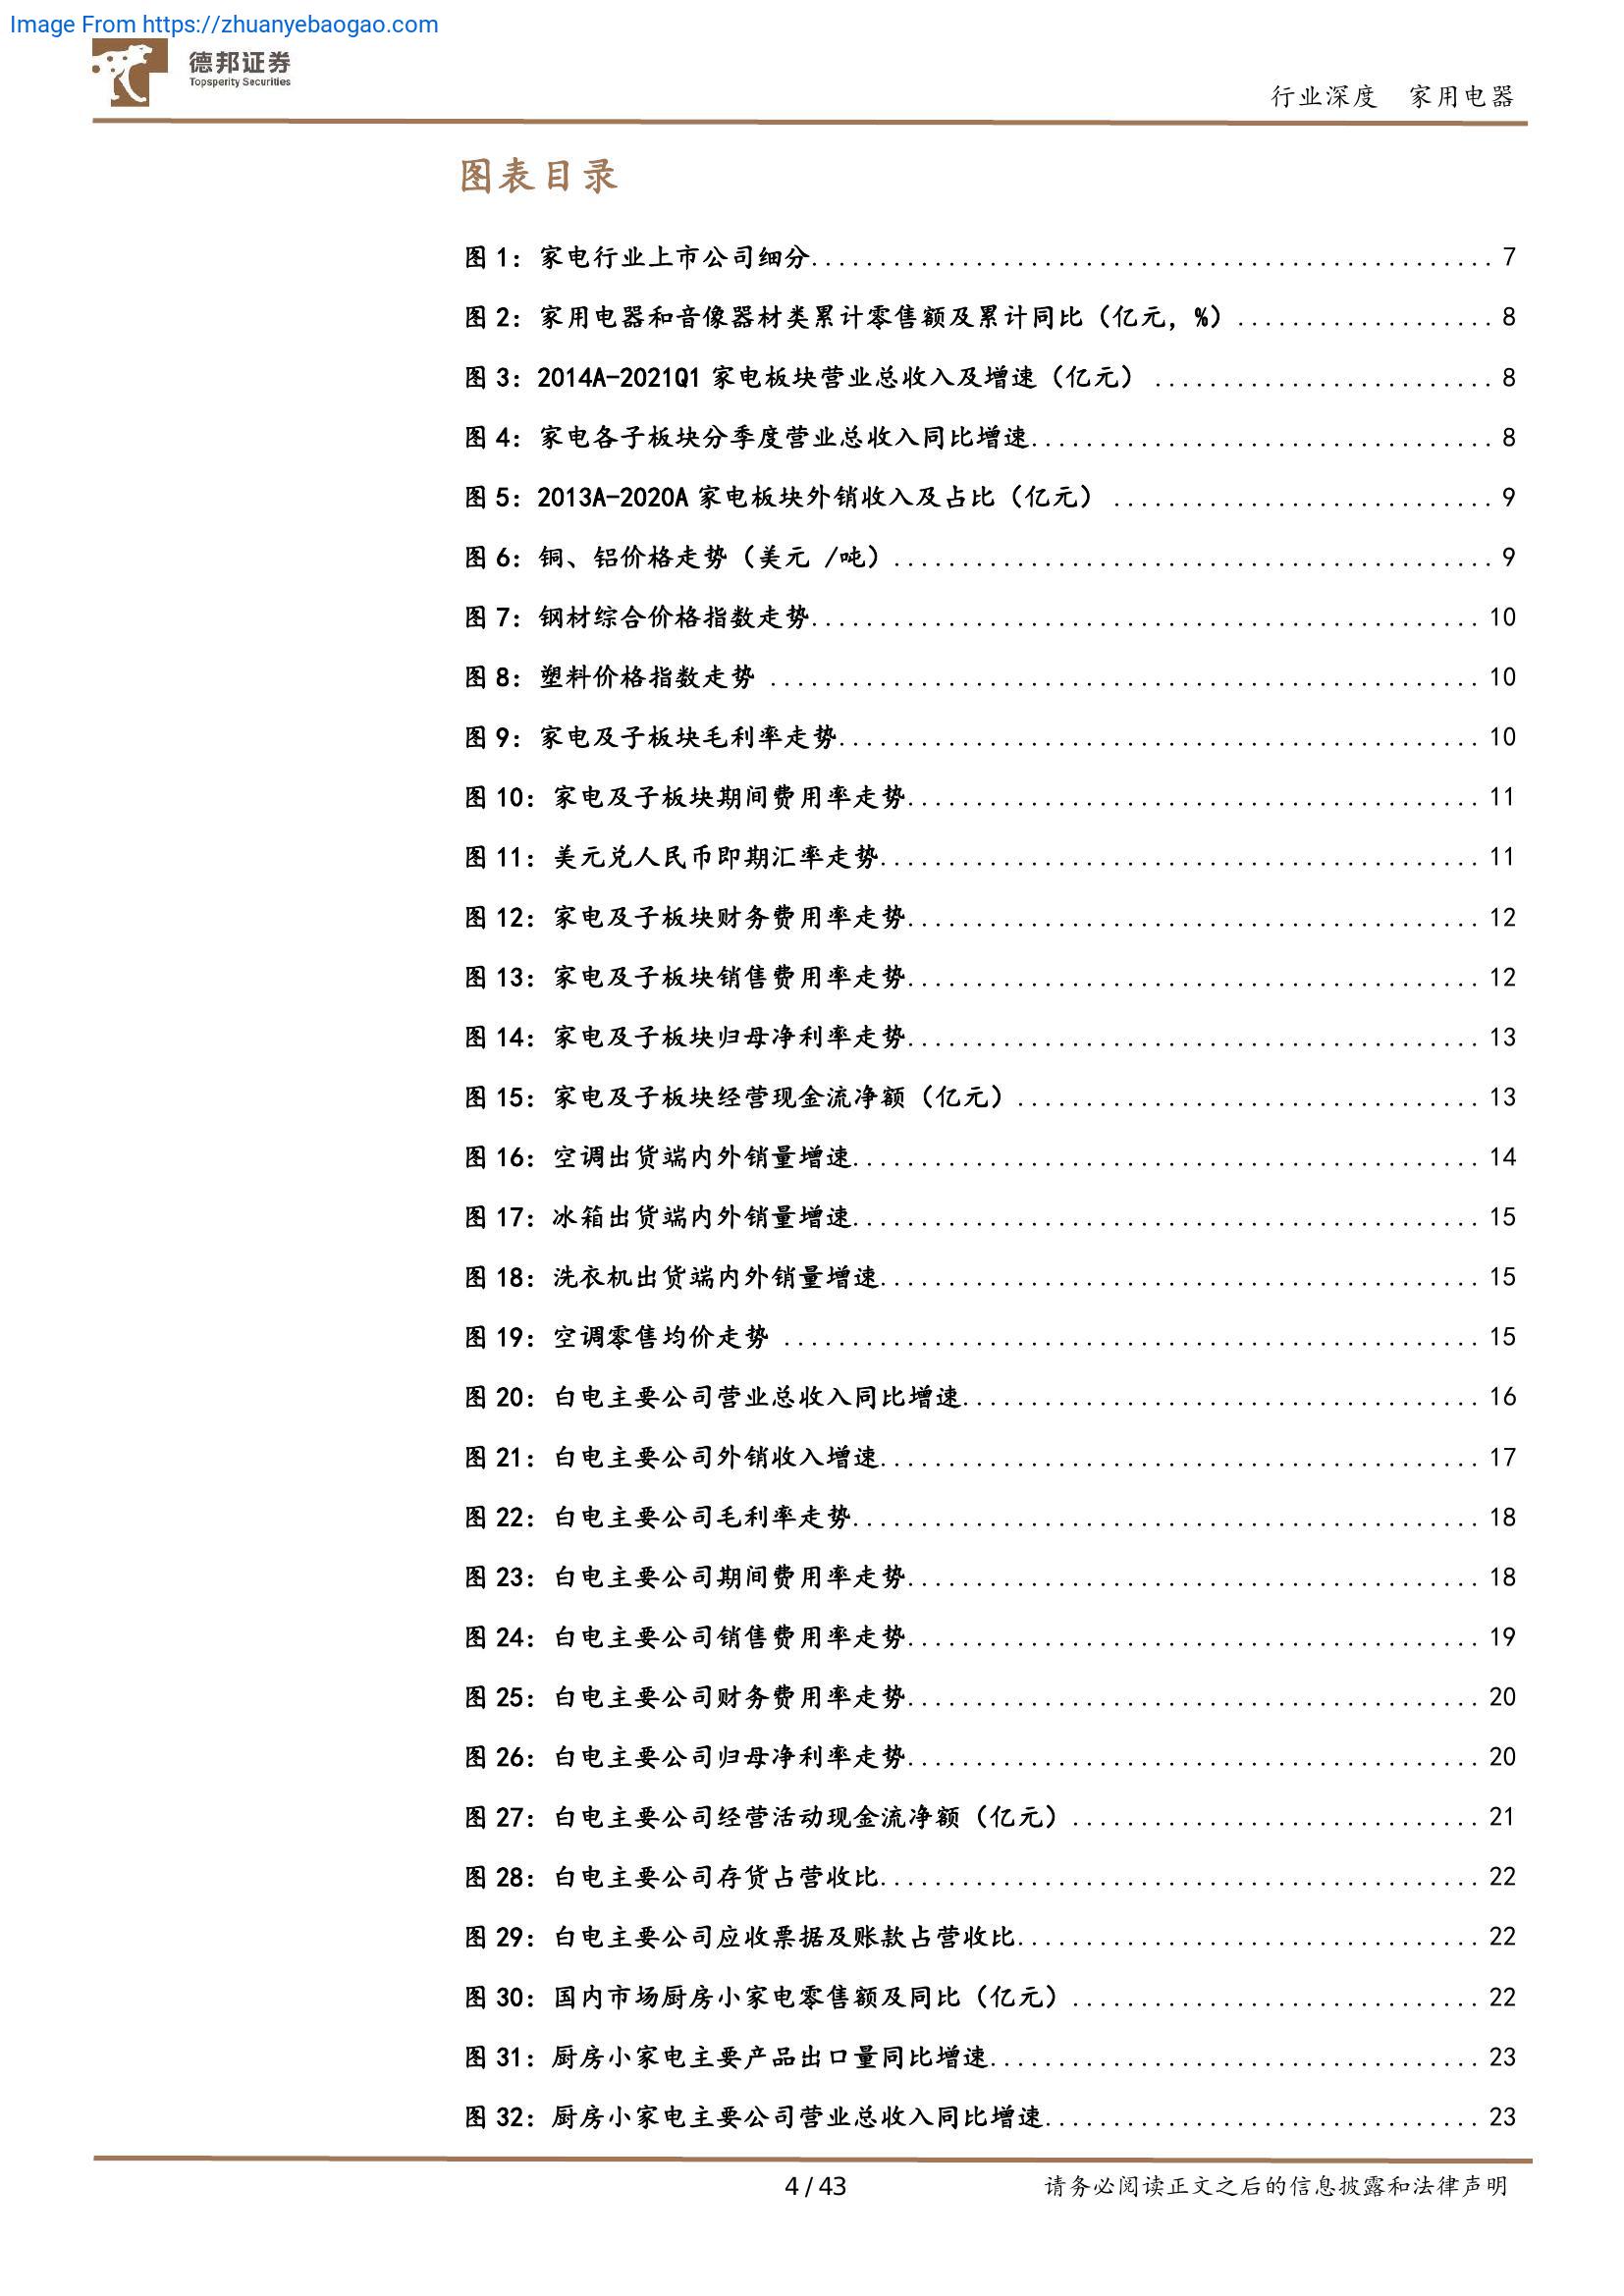 Image From https://zhuanyebaogao.com
德邦证券
Topsperity Securities
行业深度 家用电器
图表目录
图 1：家电行业上市公司细分.................................................. 7
图 2：家用电器和音像器材类累计零售额及累计同比（亿元，%）................... 8
图 3：2014A-2021Q1 家电板块营业总收入及增速（亿元） ......................... 8
图 4：家电各子板块分季度营业总收入同比增速.................................. 8
图 5：2013A-2020A 家电板块外销收入及占比（亿元） ............................ 9
图 6：铜、铝价格走势（美元 /吨）............................................ 9
图 7：钢材综合价格指数走势................................................. 10
图 8：塑料价格指数走势 .................................................... 10
图 9：家电及子板块毛利率走势............................................... 10
图 10：家电及子板块期间费用率走势.......................................... 11
图 11：美元兑人民币即期汇率走势............................................ 11
图 12：家电及子板块财务费用率走势.......................................... 12
图 13：家电及子板块销售费用率走势.......................................... 12
图 14：家电及子板块归母净利率走势.......................................... 13
图 15：家电及子板块经营现金流净额（亿元）.................................. 13
图 16：空调出货端内外销量增速.............................................. 14
图 17：冰箱出货端内外销量增速.............................................. 15
图 18：洗衣机出货端内外销量增速............................................ 15
图 19：空调零售均价走势 ................................................... 15
图 20：白电主要公司营业总收入同比增速...................................... 16
图 21：白电主要公司外销收入增速............................................ 17
图 22：白电主要公司毛利率走势.............................................. 18
图 23：白电主要公司期间费用率走势.......................................... 18
图 24：白电主要公司销售费用率走势.......................................... 19
图 25：白电主要公司财务费用率走势.......................................... 20
图 26：白电主要公司归母净利率走势.......................................... 20
图 27：白电主要公司经营活动现金流净额（亿元）.............................. 21
图 28：白电主要公司存货占营收比............................................ 22
图 29：白电主要公司应收票据及账款占营收比.................................. 22
图 30：国内市场厨房小家电零售额及同比（亿元）.............................. 22
图 31：厨房小家电主要产品出口量同比增速.................................... 23
图 32：厨房小家电主要公司营业总收入同比增速................................ 23
4 / 43
请务必阅读正文之后的信息披露和法律声明